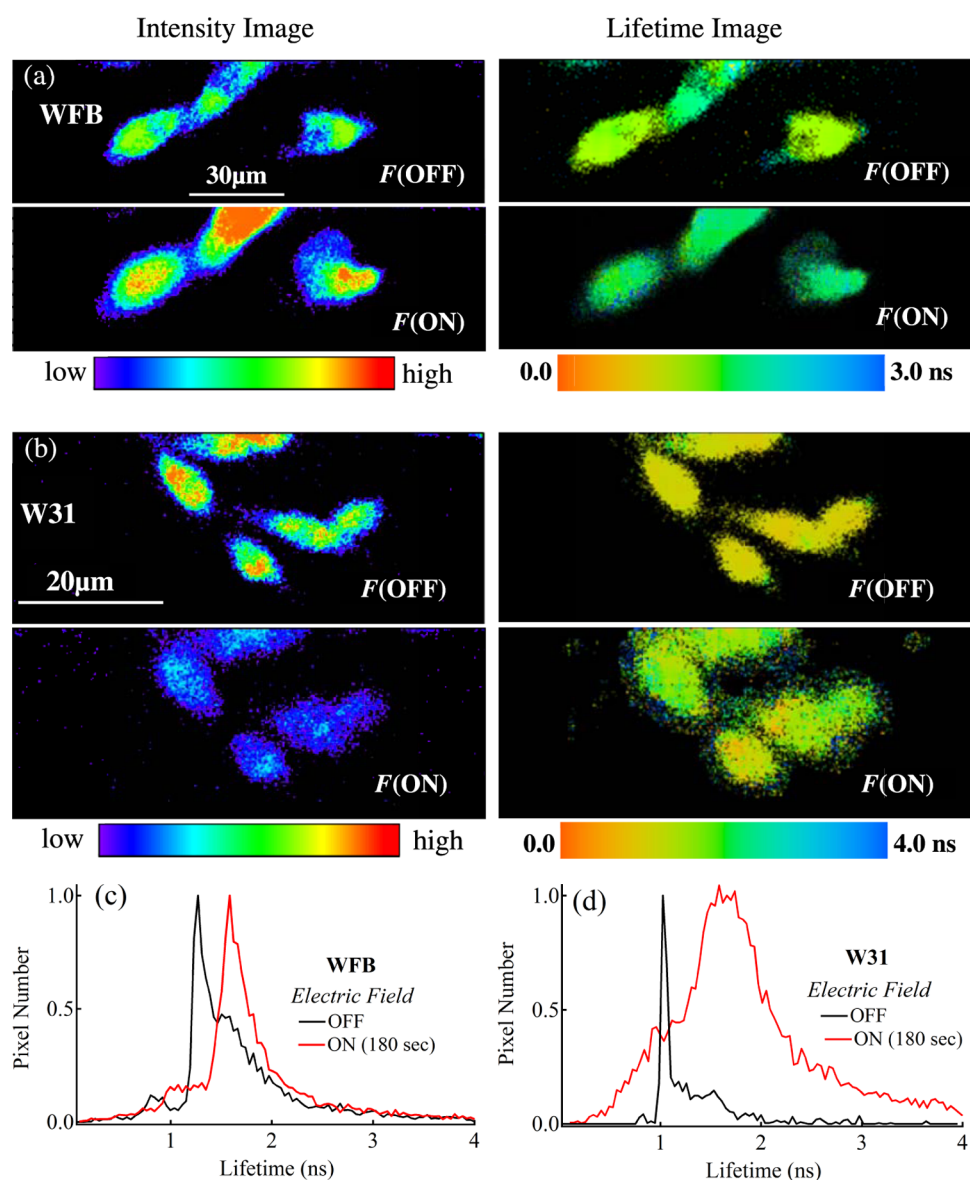 Intensity Image
Lifetime Image
(a)
WFB
30μm
F(OFF)
F(OFF)
F(ON)
F(ON)
low
high
0.0
3.0 ns
(b)
W31
20μm
F(OFF)
F(OFF)
F(ON)
F(ON)
low
high
0.0
4.0 ns
(c)
1.0
0.5
0.0
Pixel Number
WFB
Electric Field
OFF
ON (180 sec)
1 2 3 4
Lifetime (ns)
(d)
1.0
0.5
0.0
Pixel Number
W31
Electric Field
OFF
ON (180 sec)
1 2 3 4
Lifetime (ns)